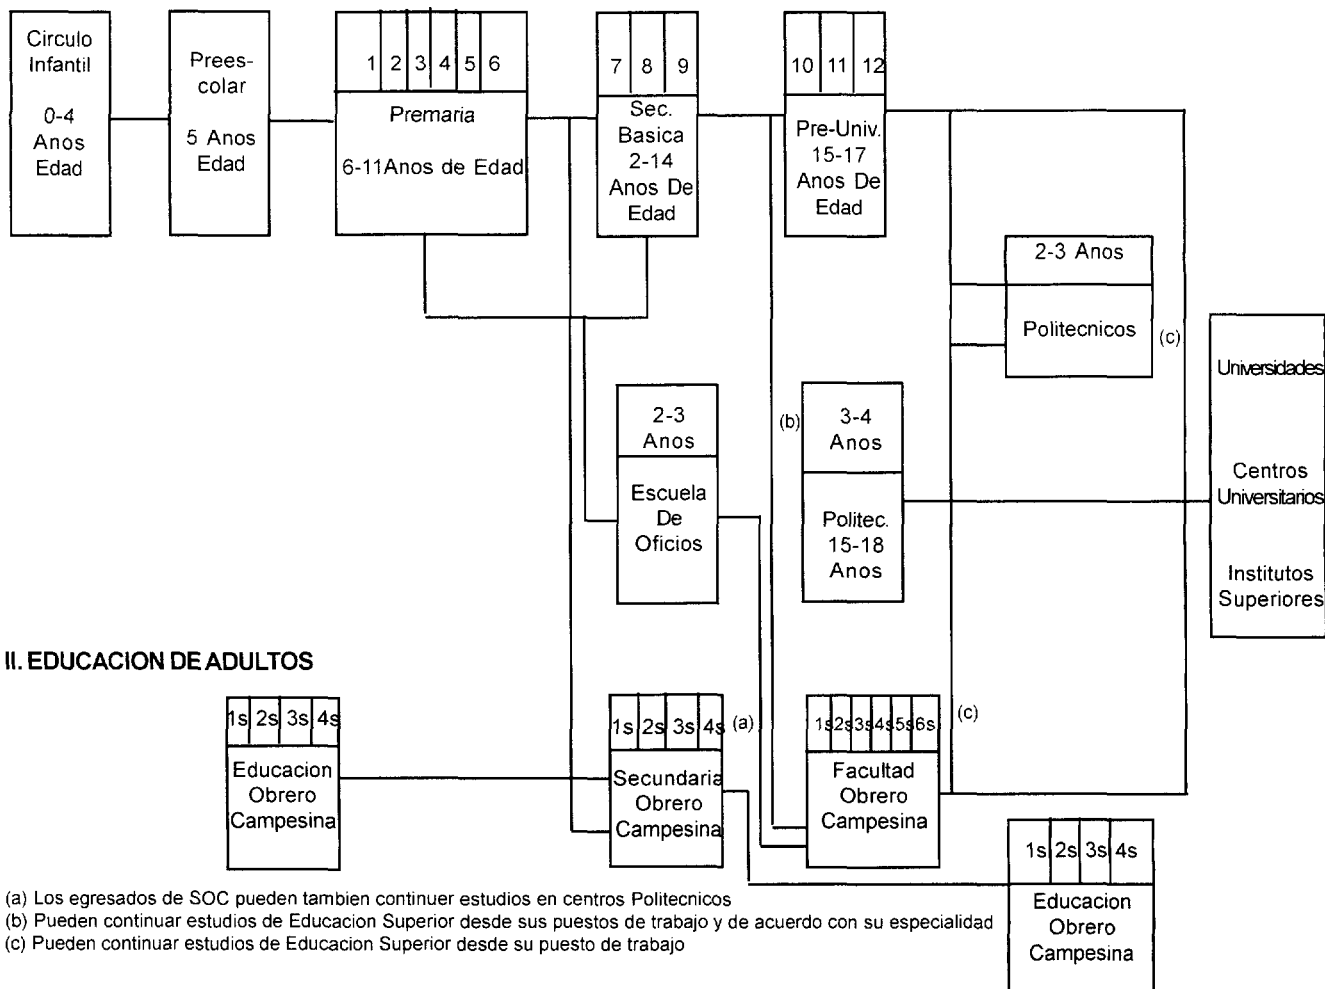 Circulo
Infantil
0-4
Anos
Edad
Prees-
colar
5 Anos
Edad
1 2 3 4 5 6
Premaria
6-11Anos de Edad
7 8 9
Sec.
Basica
2-14
Anos De
Edad
10 11 12
Pre-Univ.
15-17
Anos De
Edad
2-3 Anos
Politecnicos
(c)
Universidades
Centros
Universitarios
Institutos
Superiores
2-3
Anos
Escuela
De
Oficios
(b)
3-4
Anos
Politec.
15-18
Anos
II. EDUCACION DE ADULTOS
1s 2s 3s 4s
Educacion
Obrero
Campesina
1s 2s 3s 4s (a)
Secundaria
Obrero
Campesina
1s 2s 3s 4s 5s 6s (c)
Facultad
Obrero
Campesina
1s 2s 3s 4s
Educacion
Obrero
Campesina
(a) Los egresados de SOC pueden tambien continuer estudios en centros Politecnicos
(b) Pueden continuar estudios de Educacion Superior desde sus puestos de trabajo y de acuerdo con su especialidad
(c) Pueden continuar estudios de Educacion Superior desde su puesto de trabajo